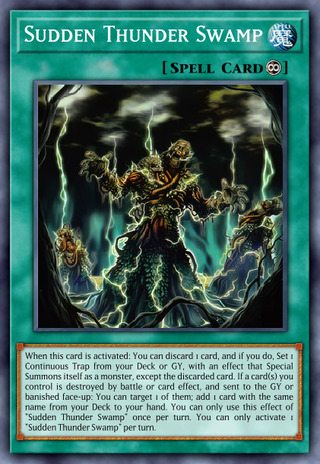 Sudden Thunder Swamp
[Spell Card]
When this card is activated: You can discard 1 card, and if you do, Set 1
Continuous Trap from your Deck or GY, with an effect that Special
Summons itself as a monster, except the discarded card. If a card(s) you
control is destroyed by battle or card effect, and sent to the GY or
banished face-up: You can target 1 of them; add 1 card with the same
name from your Deck to your hand. You can only use this effect of
"Sudden Thunder Swamp" once per turn. You can only activate 1
"Sudden Thunder Swamp" per turn.